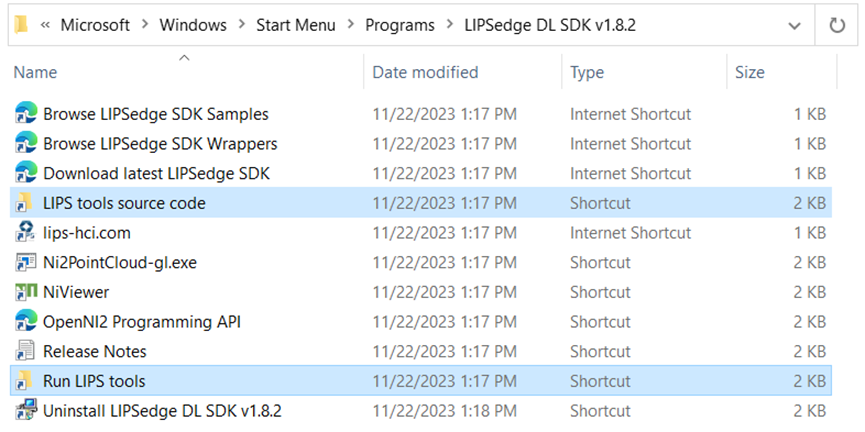 « Microsoft > Windows > Start Menu > Programs > LIPSedge DL SDK v1.8.2
Name Date modified Type Size
Browse LIPSedge SDK Samples 11/22/2023 1:17 PM Internet Shortcut 1 KB
Browse LIPSedge SDK Wrappers 11/22/2023 1:17 PM Internet Shortcut 1 KB
Download latest LIPSedge SDK 11/22/2023 1:17 PM Internet Shortcut 1 KB
LIPS tools source code 11/22/2023 1:17 PM Shortcut 2 KB
lips-hci.com 11/22/2023 1:17 PM Internet Shortcut 1 KB
Ni2PointCloud-gl.exe 11/22/2023 1:17 PM Shortcut 2 KB
NiViewer 11/22/2023 1:17 PM Shortcut 2 KB
OpenNI2 Programming API 11/22/2023 1:17 PM Shortcut 2 KB
Release Notes 11/22/2023 1:17 PM Shortcut 2 KB
Run LIPS tools 11/22/2023 1:17 PM Shortcut 2 KB
Uninstall LIPSedge DL SDK v1.8.2 11/22/2023 1:18 PM Shortcut 2 KB